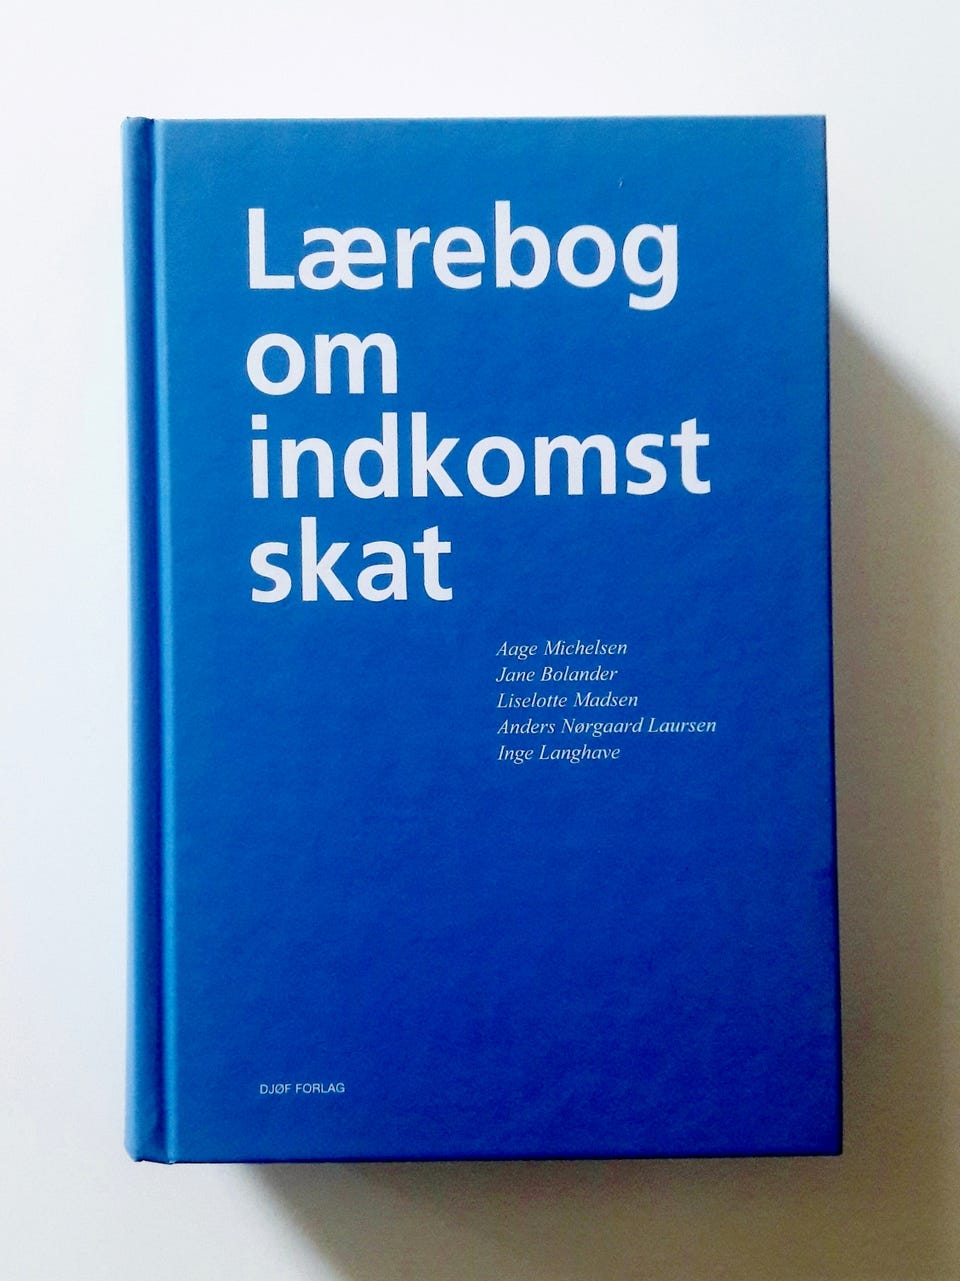 Lærebog
om
indkomst
skat
Aage Michelsen
Jane Bolander
Liselotte Madsen
Anders Nørgaard Laursen
Inge Langhave
DJØF FORLAG